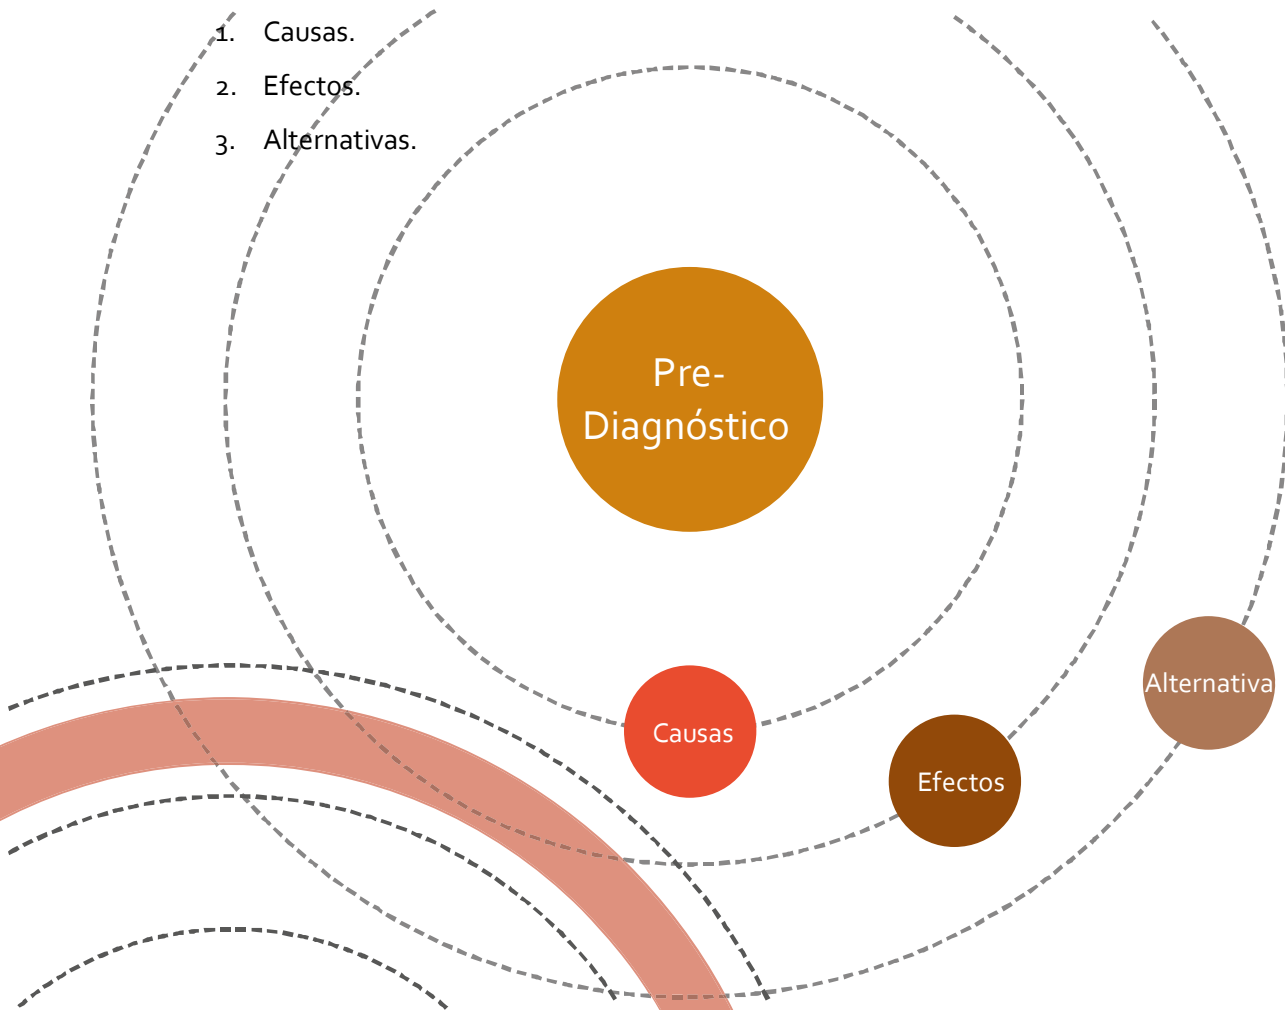 1. Causas.
2. Efectos.
3. Alternativas.
Pre-
Diagnóstico
Causas
Efectos
Alternativa